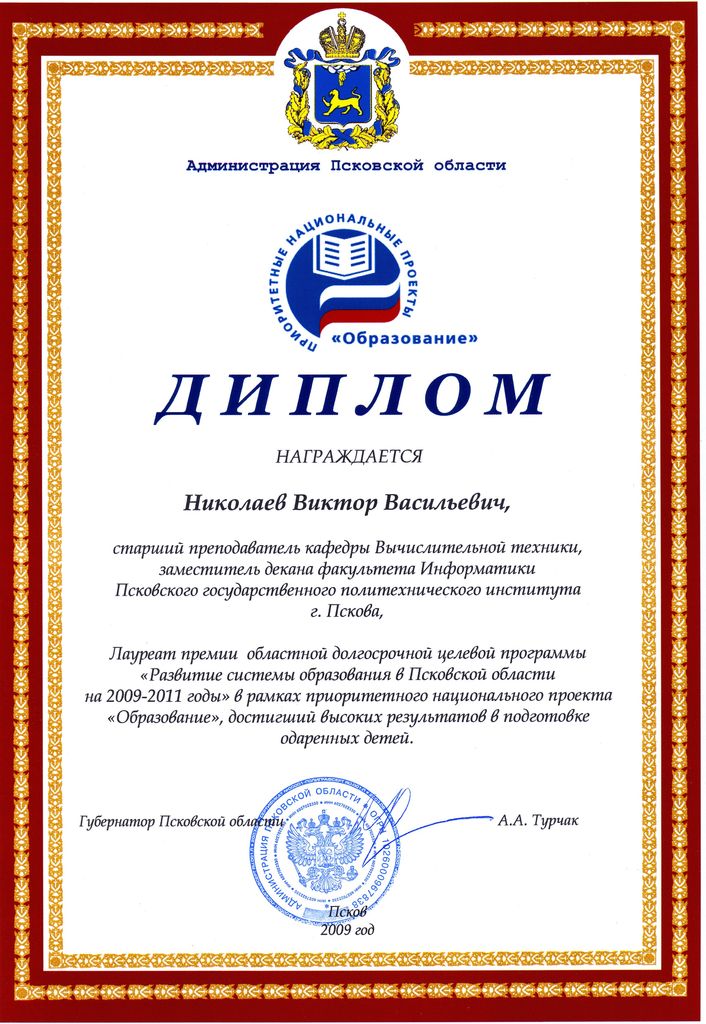 Администрация Псковской области
ПРИОРИТЕТНЫЕ НАЦИОНАЛЬНЫЕ ПРОЕКТЫ
«Образование»
ДИПЛОМ
НАГРАЖДАЕТСЯ
Николаев Виктор Васильевич,
старший преподаватель кафедры Вычислительной техники,
заместитель декана факультета Информатики
Псковского государственного политехнического института
г. Пскова,
Лауреат премии областной долгосрочной целевой программы
«Развитие системы образования в Псковской области
на 2009-2011 годы» в рамках приоритетного национального проекта
«Образование», достигший высоких результатов в подготовке
одаренных детей.
Губернатор Псковской области
А.А. Турчак
АДМИНИСТРАЦИЯ ПСКОВСКОЙ ОБЛАСТИ * ОГРН 1026000967838
Псков
2009 год